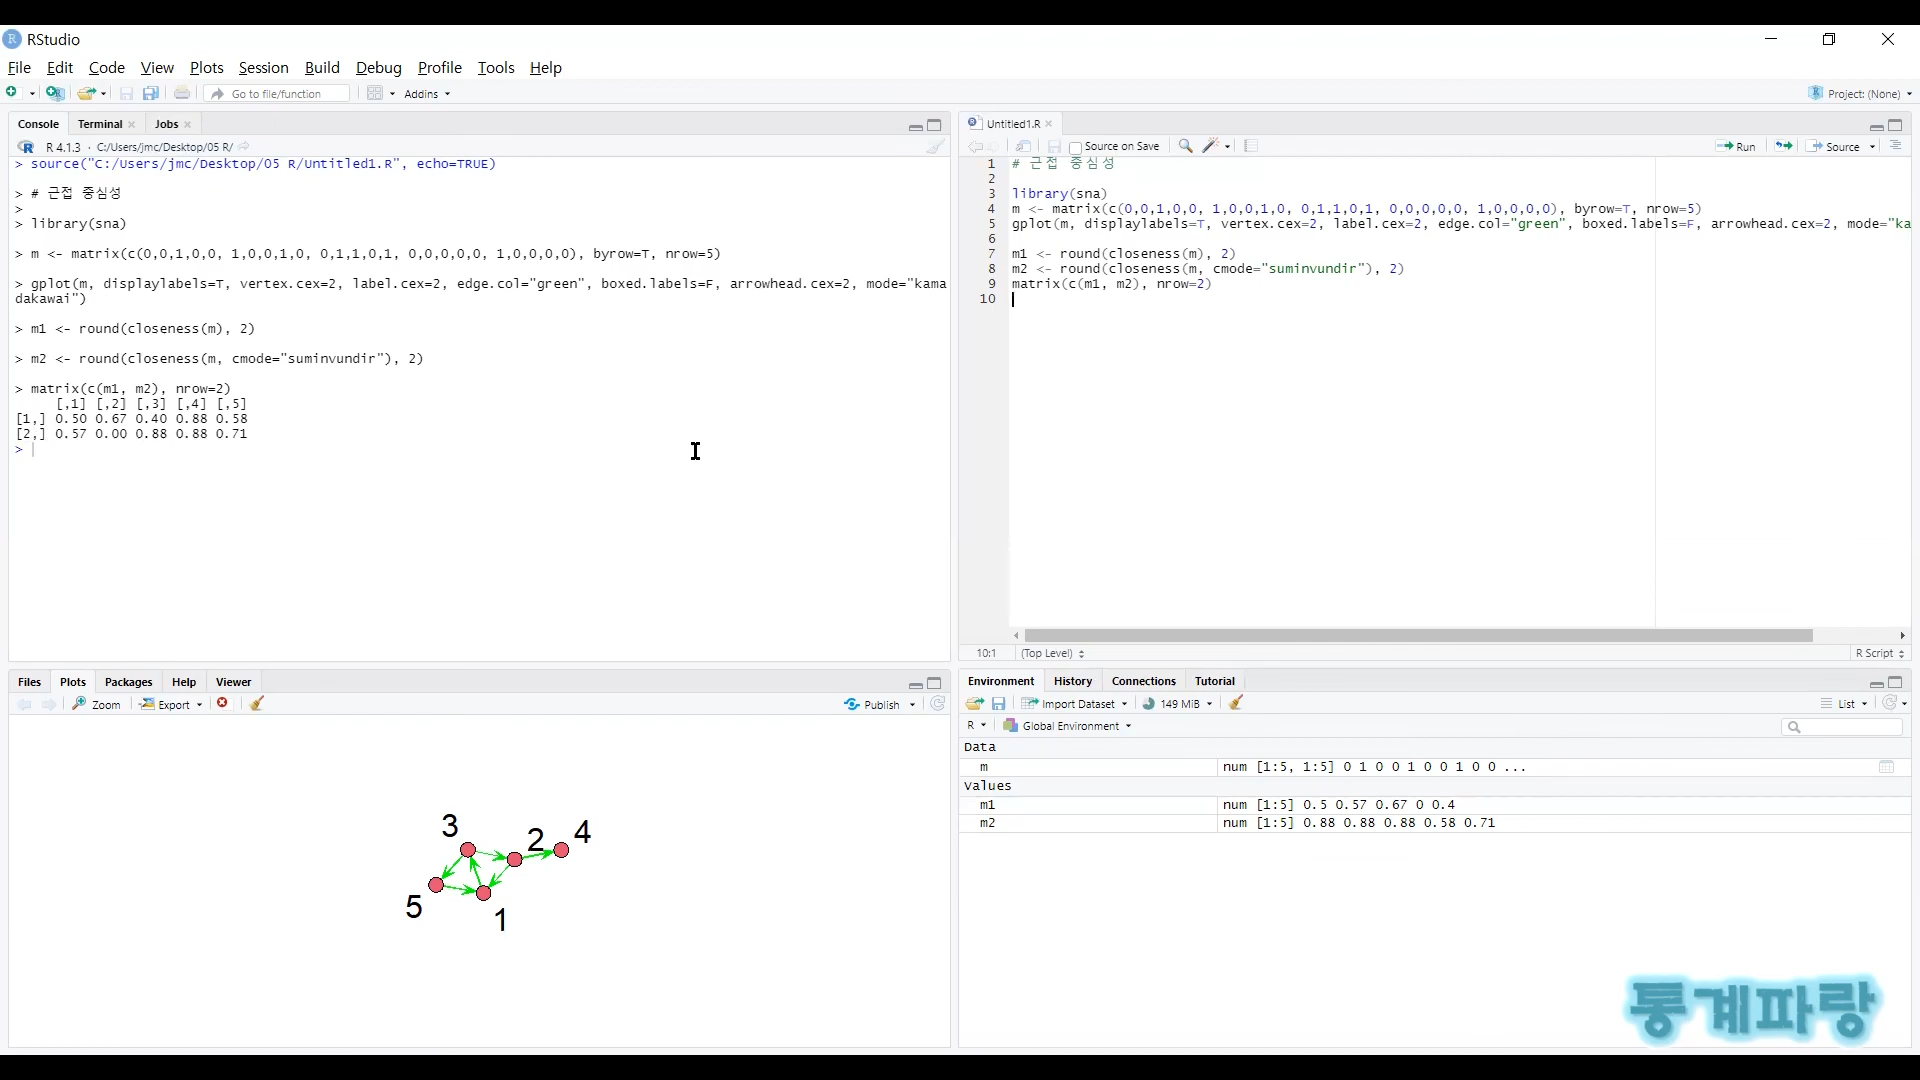 RStudio
File Edit Code View Plots Session Build Debug Profile Tools Help
Go to file/function Addins Project: (None)
Console Terminal Jobs
R 4.1.3 · C:/Users/jmc/Desktop/05 R/
> source("C:/Users/jmc/Desktop/05 R/Untitled1.R", echo=TRUE)
> # 근접 중심성
>
> library(sna)
> m <- matrix(c(0,0,1,0,0, 1,0,0,1,0, 0,1,1,0,1, 0,0,0,0,0, 1,0,0,0,0), byrow=T, nrow=5)
> gplot(m, displaylabels=T, vertex.cex=2, label.cex=2, edge.col="green", boxed.labels=F, arrowhead.cex=2, mode="kama
dakawai")
> m1 <- round(closeness(m), 2)
> m2 <- round(closeness(m, cmode="suminvundir"), 2)
> matrix(c(m1, m2), nrow=2)
[,1] [,2] [,3] [,4] [,5]
[1,] 0.50 0.67 0.40 0.88 0.58
[2,] 0.57 0.00 0.88 0.88 0.71
>
Untitled1.R
Source on Save Run Source
1 # 근접 중심성
2
3 library(sna)
4 m <- matrix(c(0,0,1,0,0, 1,0,0,1,0, 0,1,1,0,1, 0,0,0,0,0, 1,0,0,0,0), byrow=T, nrow=5)
5 gplot(m, displaylabels=T, vertex.cex=2, label.cex=2, edge.col="green", boxed.labels=F, arrowhead.cex=2, mode="ka
6
7 m1 <- round(closeness(m), 2)
8 m2 <- round(closeness(m, cmode="suminvundir"), 2)
9 matrix(c(m1, m2), nrow=2)
10
10:1 (Top Level) R Script
Files Plots Packages Help Viewer
Zoom Export Publish
3
2
4
5
1
Environment History Connections Tutorial
Import Dataset 149 MiB List
R Global Environment
Data
m num [1:5, 1:5] 0 1 0 0 1 0 0 1 0 0 ...
Values
m1 num [1:5] 0.5 0.57 0.67 0 0.4
m2 num [1:5] 0.88 0.88 0.88 0.58 0.71
통계파랑